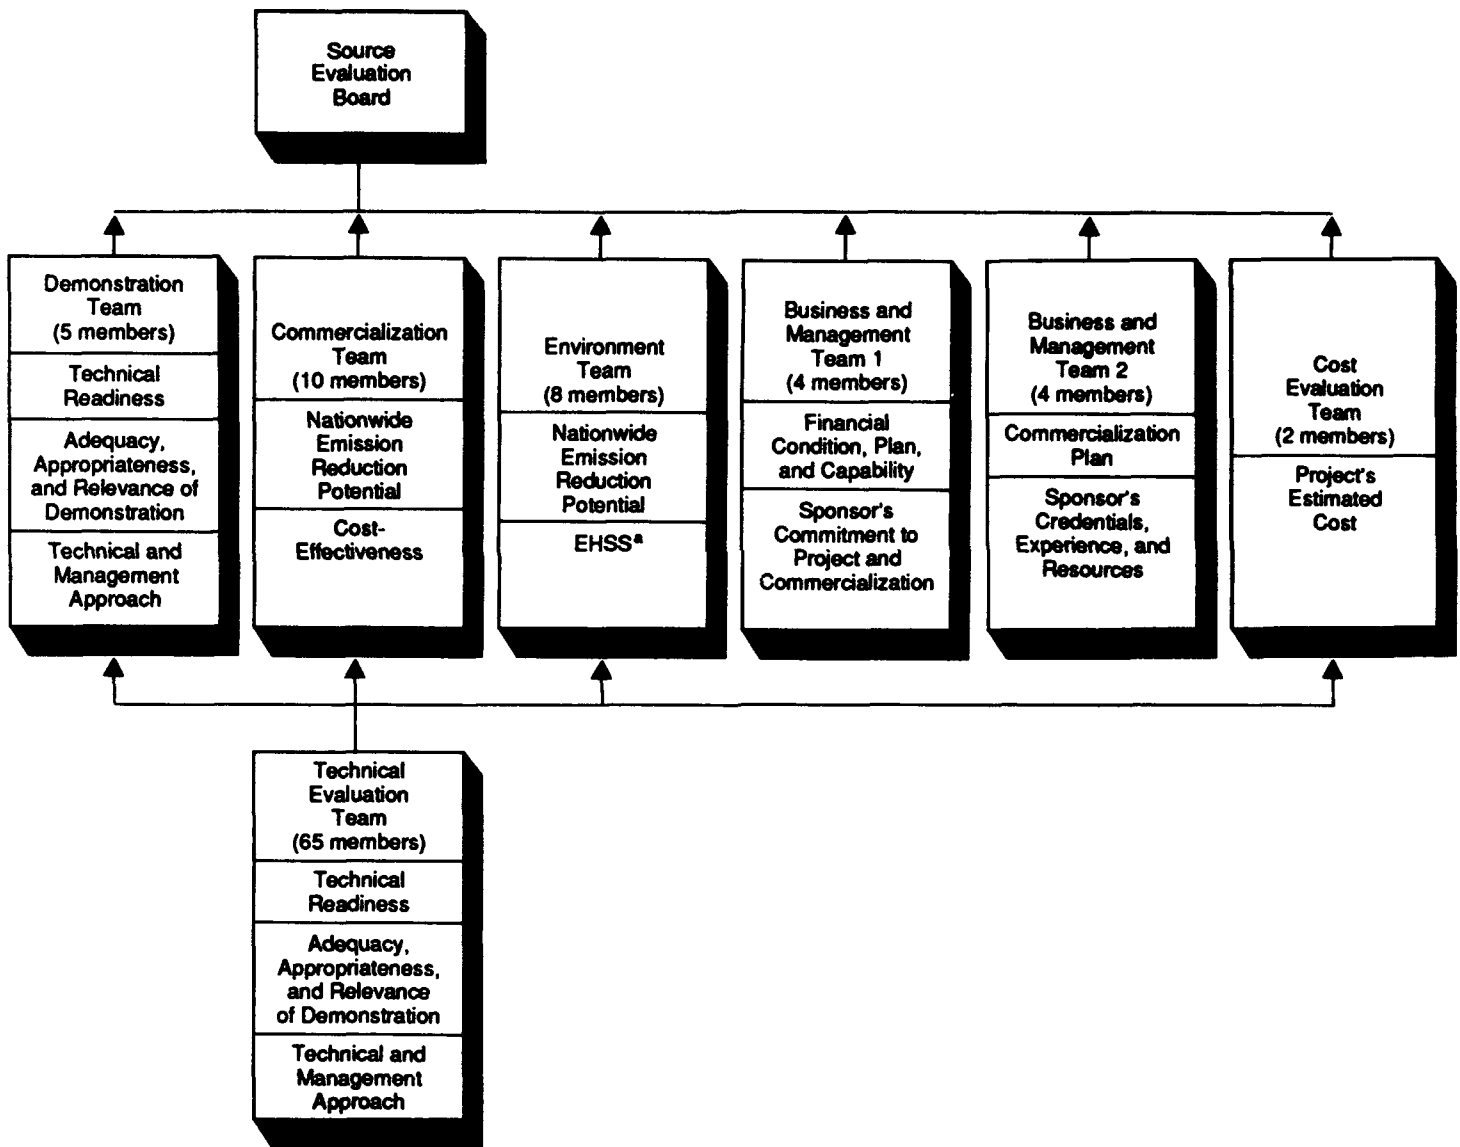 Source
Evaluation
Board
Demonstration
Team
(5 members)
Technical
Readiness
Adequacy,
Appropriateness,
and Relevance of
Demonstration
Technical and
Management
Approach
Commercialization
Team
(10 members)
Nationwide
Emission
Reduction
Potential
Cost-
Effectiveness
Environment
Team
(8 members)
Nationwide
Emission
Reduction
Potential
EHSSa
Business and
Management
Team 1
(4 members)
Financial
Condition, Plan,
and Capability
Sponsor's
Commitment to
Project and
Commercialization
Business and
Management
Team 2
(4 members)
Commercialization
Plan
Sponsor's
Credentials,
Experience, and
Resources
Cost
Evaluation
Team
(2 members)
Project's
Estimated
Cost
Technical
Evaluation
Team
(65 members)
Technical
Readiness
Adequacy,
Appropriateness,
and Relevance
of Demonstration
Technical and
Management
Approach